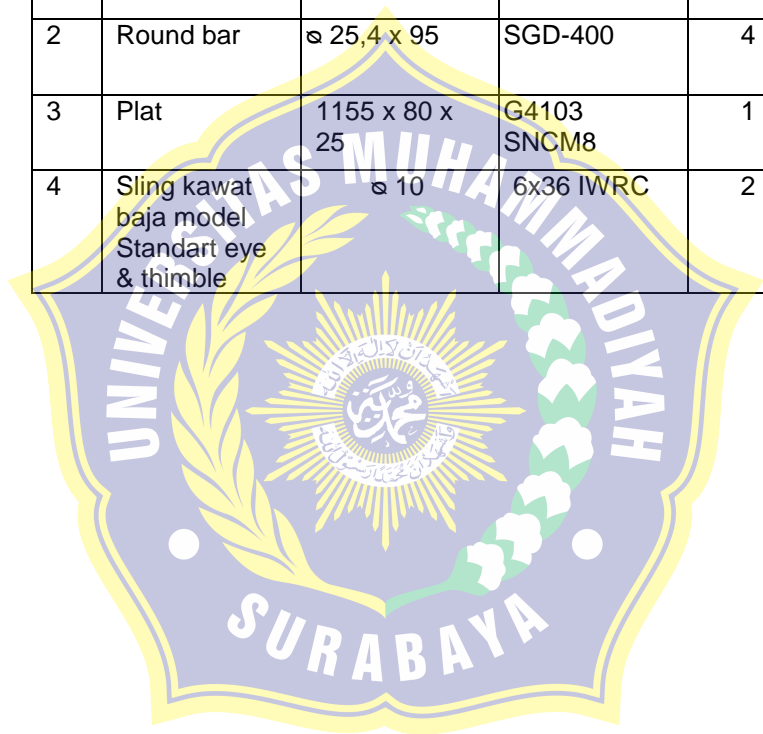 2 Round bar ⌀ 25,4 x 95 SGD-400 4
3 Plat 1155 x 80 x G4103 1
25 SNCM8
4 Sling kawat ⌀ 10 6x36 IWRC 2
baja model
Standart eye
& thimble
UNIVERSITAS MUHAMMADIYAH
SURABAYA
محمد